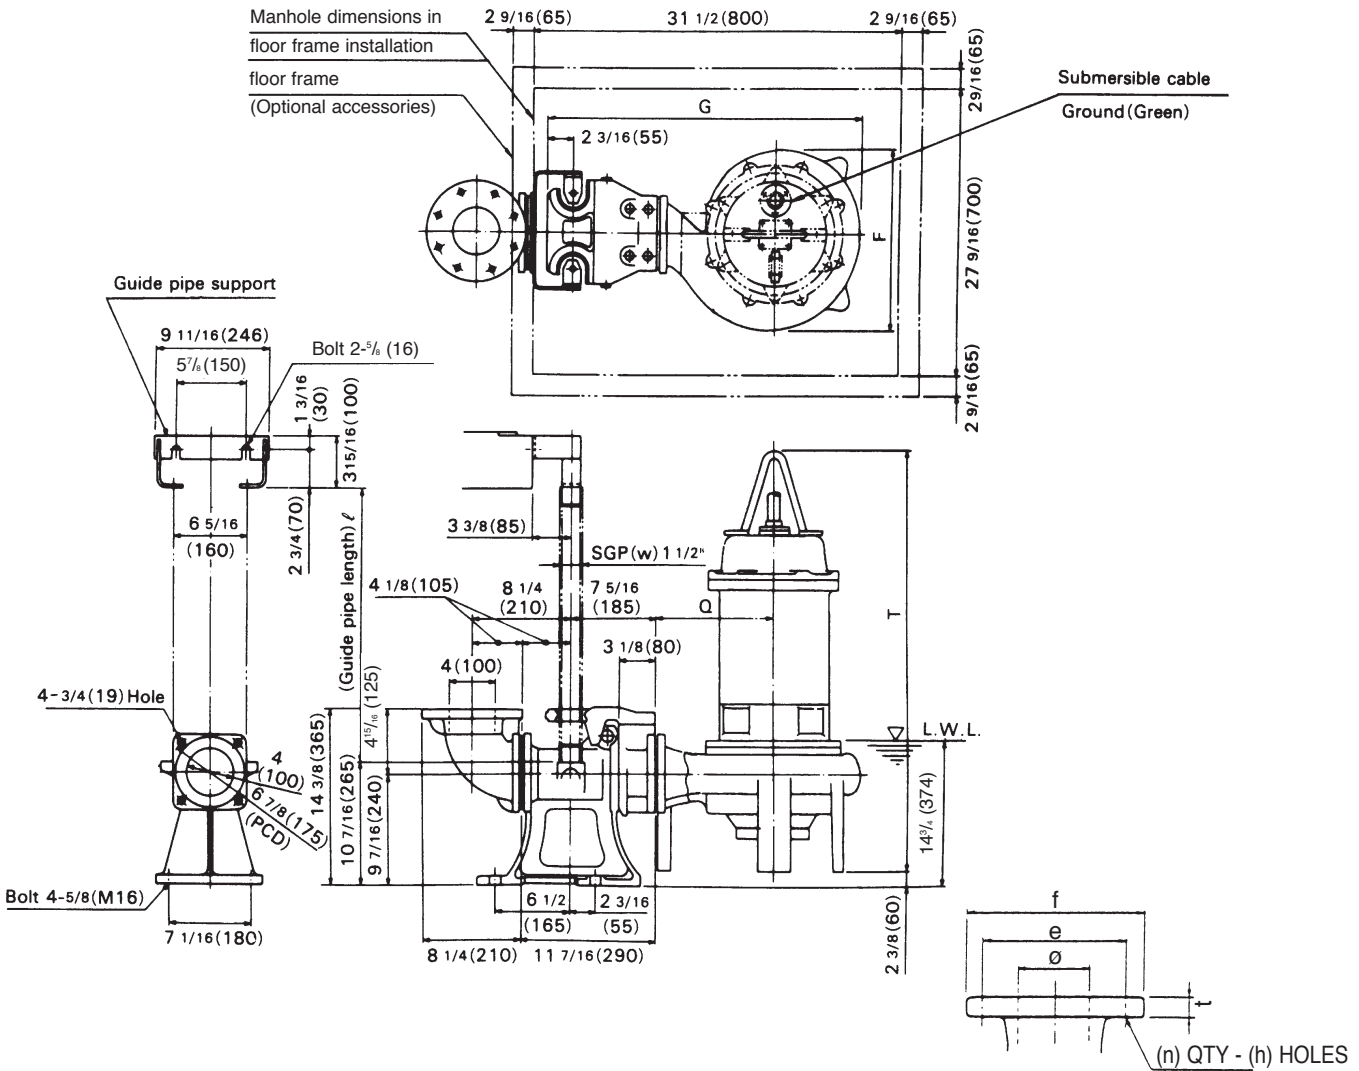 Manhole dimensions in
floor frame installation
floor frame
(Optional accessories)
2 9/16(65)
31 1/2(800)
2 9/16(65)
29/16(65)
Submersible cable
Ground(Green)
G
2 3/16(55)
F
27 9/16(700)
2 9/16(65)
Guide pipe support
9 11/16(246)
5⁷/₈(150)
Bolt 2-⁵/₈ (16)
1 3/16
(30)
315/16(100)
2 3/4(70)
6 5/16
(160)
(Guide pipe length) ℓ
3 3/8(85)
SGP(w) 1 1/2"
4 1/8(105)
8 1/4
(210)
7 5/16
(185)
Q
T
3 1/8(80)
4(100)
4¹⁵/₁₆ (125)
4-3/4(19)Hole
14 3/8(365)
10 7/16(265)
9 7/16(240)
4
(100)
6 7/8(175)
(PCD)
L.W.L.
14³/₄ (374)
Bolt 4-5/8(M16)
7 1/16(180)
6 1/2
(165)
2 3/16
(55)
8 1/4(210)
11 7/16(290)
2 3/8(60)
f
e
ø
t
(n) QTY - (h) HOLES